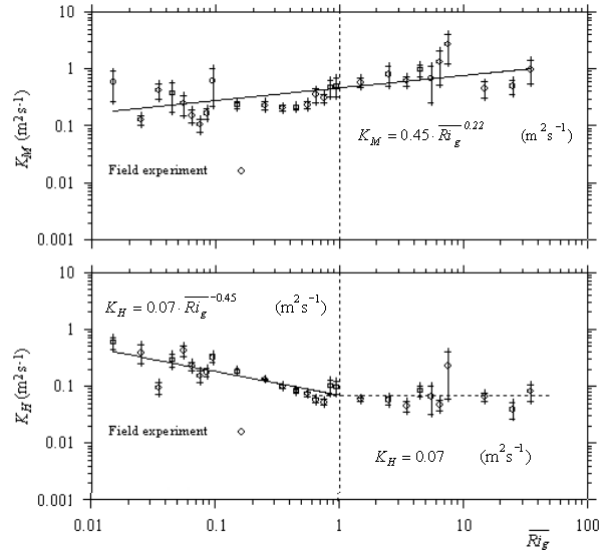 10
1
0.1
0.01
0.001
K_M (m²s⁻¹)
K_M = 0.45 · Ri_g^0.22 (m²s⁻¹)
Field experiment
10
1
0.1
0.01
0.001
K_H (m²s⁻¹)
K_H = 0.07 · Ri_g^−0.45 (m²s⁻¹)
Field experiment
K_H = 0.07 (m²s⁻¹)
0.01 0.1 1 10 Ri_g 100